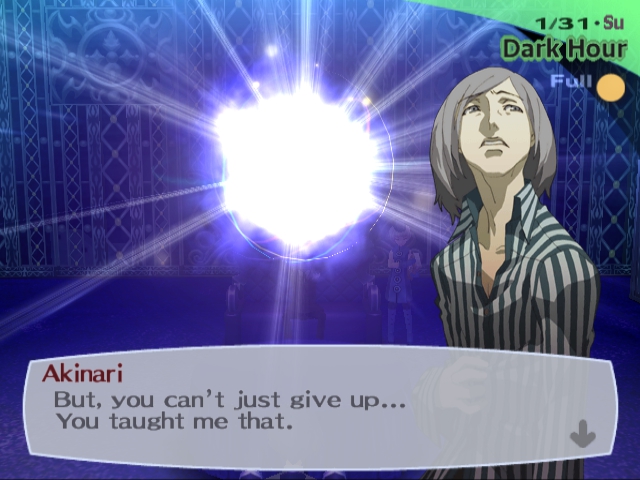 1/31・Su
Dark Hour
Full
Akinari
But, you can't just give up...
You taught me that.